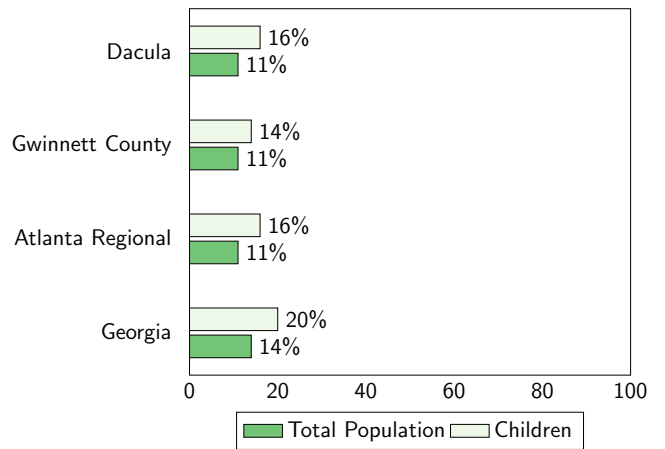 Dacula
16%
11%
Gwinnett County
14%
11%
Atlanta Regional
16%
11%
Georgia
20%
14%
0 20 40 60 80 100
Total Population Children